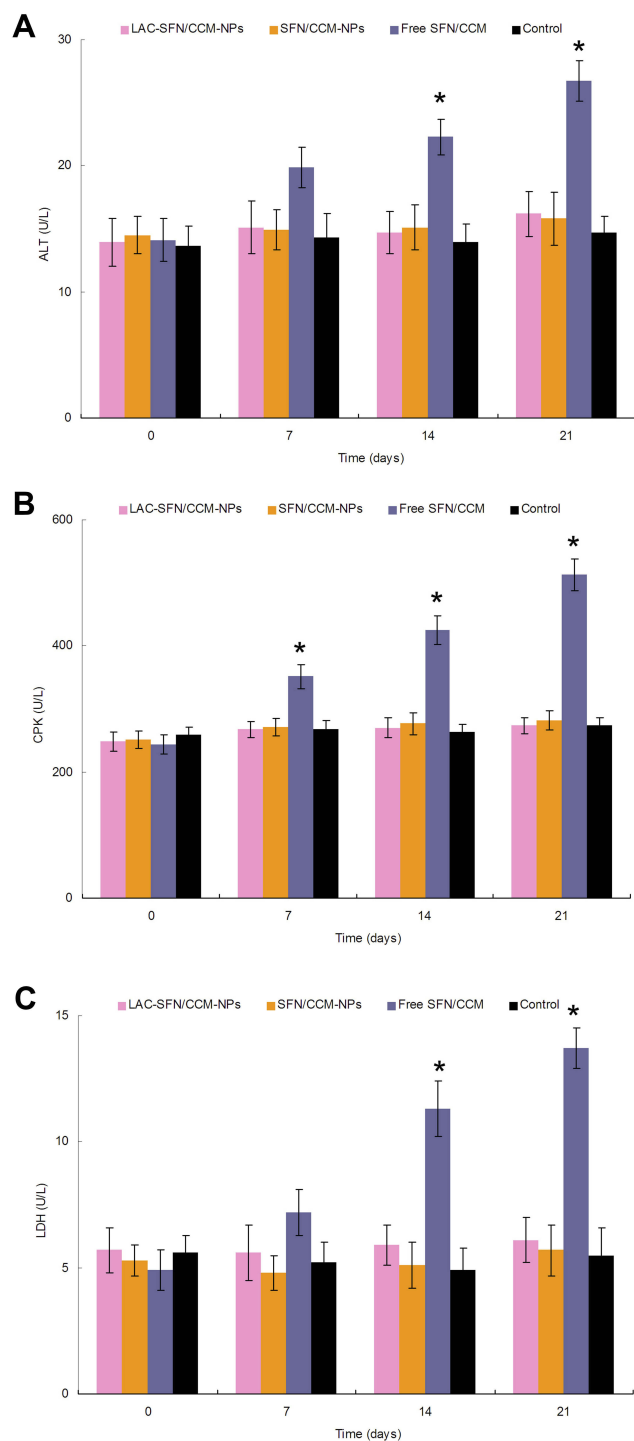 A
LAC-SFN/CCM-NPs SFN/CCM-NPs Free SFN/CCM Control
30
20
10
0
ALT (U/L)
* *
0 7 14 21
Time (days)
B
LAC-SFN/CCM-NPs SFN/CCM-NPs Free SFN/CCM Control
600
400
200
0
CPK (U/L)
* * *
0 7 14 21
Time (days)
C
LAC-SFN/CCM-NPs SFN/CCM-NPs Free SFN/CCM Control
15
10
5
0
LDH (U/L)
* *
0 7 14 21
Time (days)